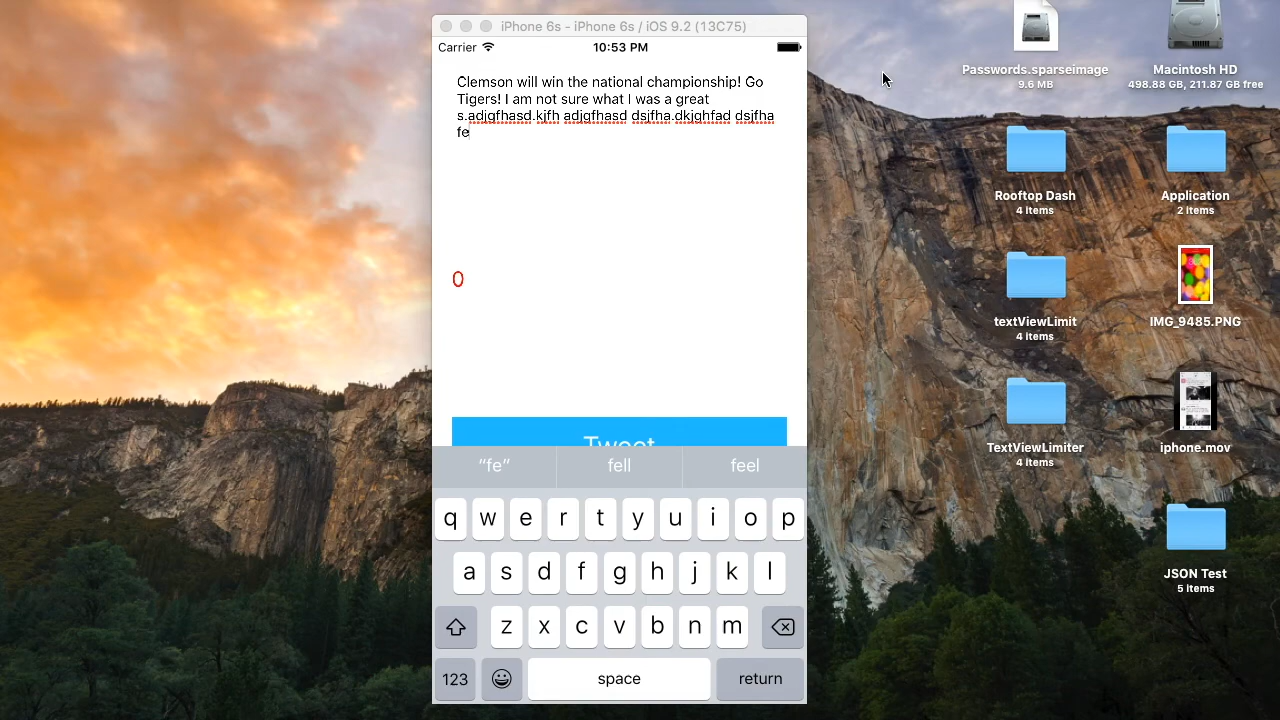 iPhone 6s - iPhone 6s / iOS 9.2 (13C75)
Carrier
10:53 PM
Clemson will win the national championship! Go
Tigers! I am not sure what I was a great
s.adigfhasd.kjfh adigfhasd dsjfha.dkjghfad dsjfha
fe
0
Tweet
“fe”
fell
feel
q w e r t y u i o p
a s d f g h j k l
z x c v b n m
123
space
return
Passwords.sparseimage
9.6 MB
Macintosh HD
498.88 GB, 211.87 GB free
Rooftop Dash
4 items
Application
2 items
textViewLimit
4 items
IMG_9485.PNG
TextViewLimiter
4 items
iphone.mov
JSON Test
5 items